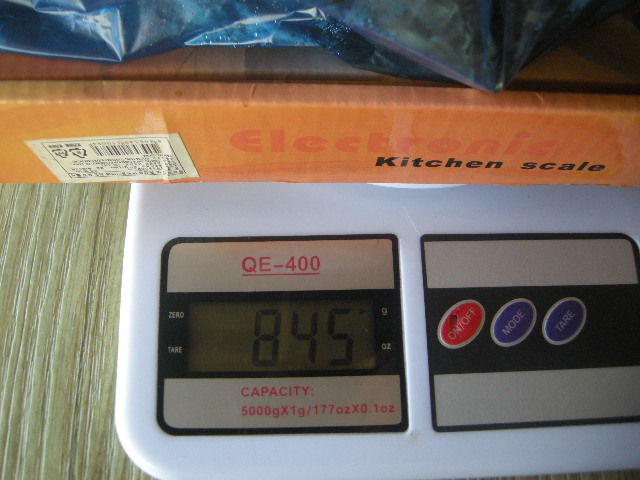 Electronic
Kitchen scale
QE-400
ZERO
845
g
TARE
oz
ON/OFF
MODE
TARE
CAPACITY:
5000gX1g/177ozX0.1oz